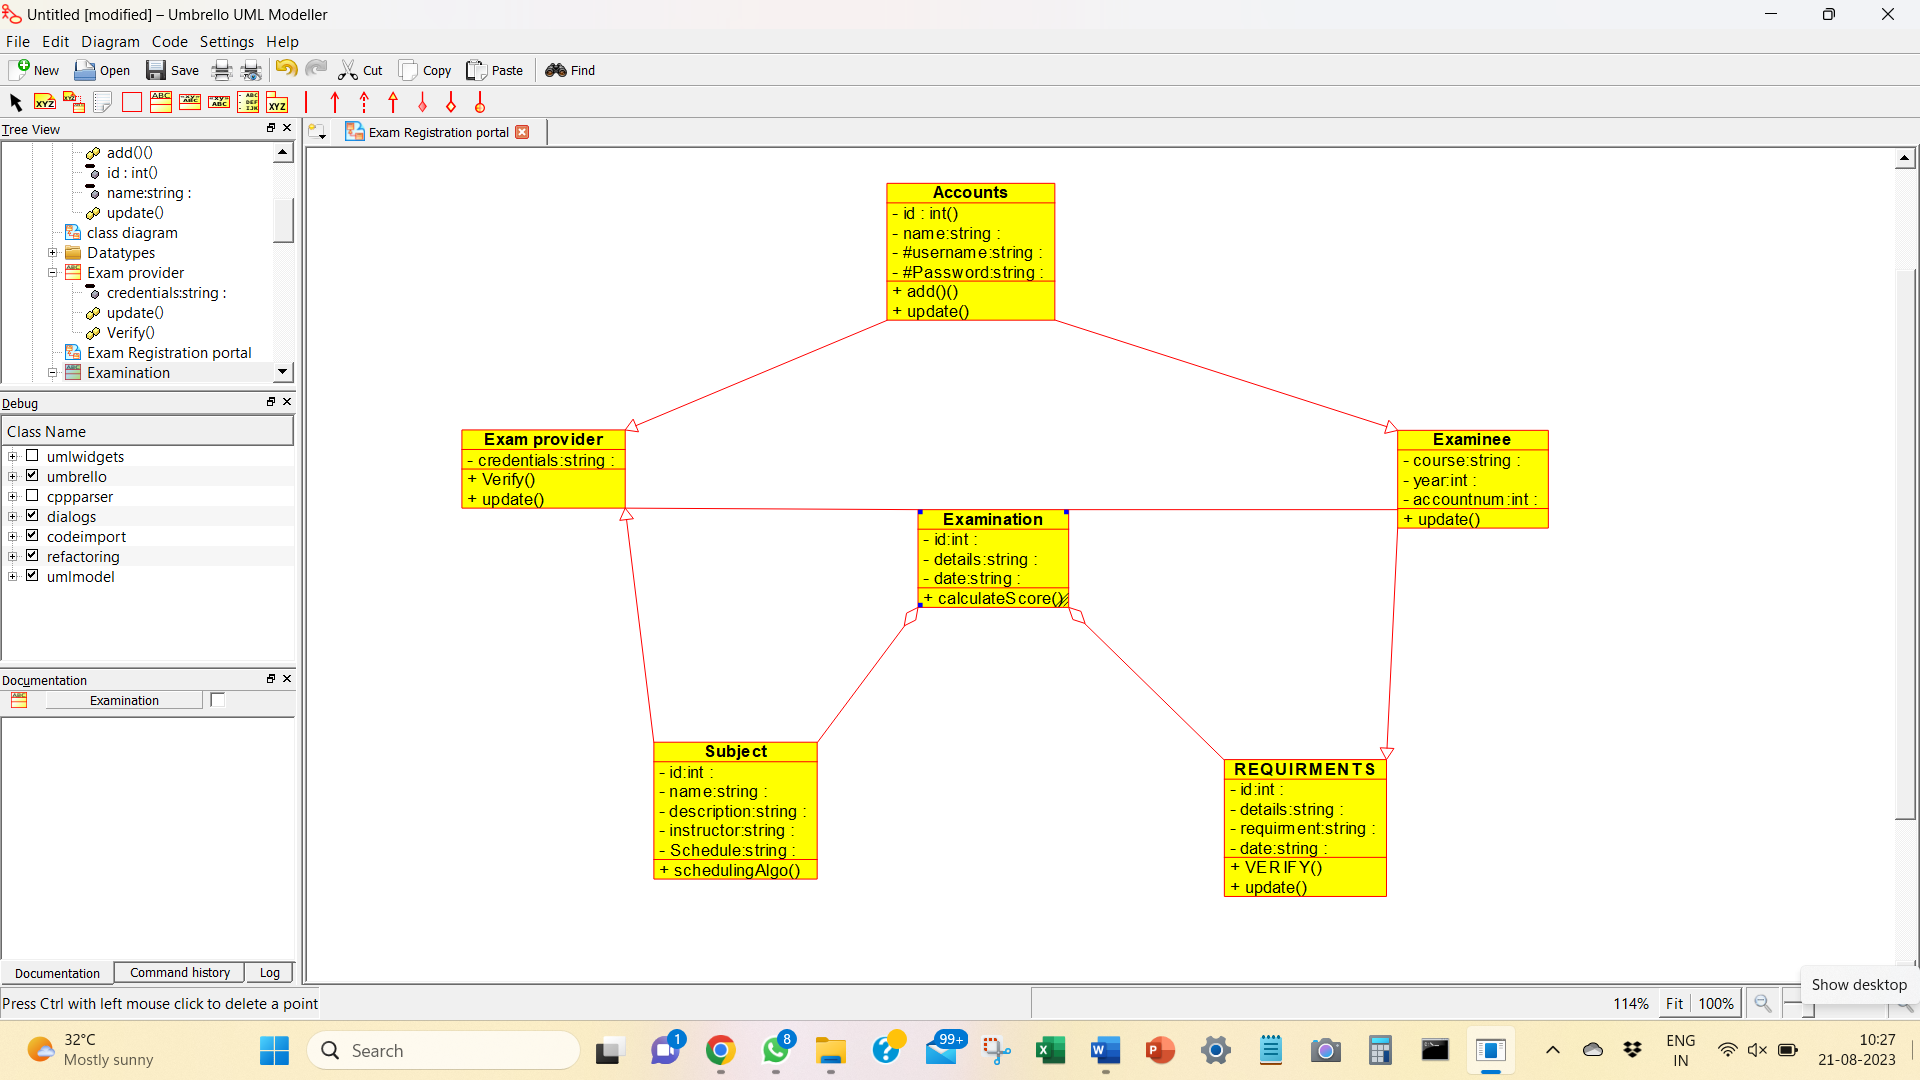 Untitled [modified] – Umbrello UML Modeller
File Edit Diagram Code Settings Help
New Open Save Cut Copy Paste Find
Tree View
Exam Registration portal
add()()
id : int()
name:string :
update()
class diagram
Datatypes
Exam provider
credentials:string :
update()
Verify()
Exam Registration portal
Examination
Debug
Class Name
umlwidgets
umbrello
cppparser
dialogs
codeimport
refactoring
umlmodel
Documentation
Examination
Documentation Command history Log
Press Ctrl with left mouse click to delete a point
Accounts
- id : int()
- name:string :
- #username:string :
- #Password:string :
+ add()()
+ update()
Exam provider
- credentials:string :
+ Verify()
+ update()
Examinee
- course:string :
- year:int :
- accountnum:int :
+ update()
Examination
- id:int :
- details:string :
- date:string :
+ calculateScore()
Subject
- id:int :
- name:string :
- description:string :
- instructor:string :
- Schedule:string :
+ schedulingAlgo()
REQUIRMENTS
- id:int :
- details:string :
- requirment:string :
- date:string :
+ VERIFY()
+ update()
Show desktop
114% Fit 100%
32°C
Mostly sunny
Search
1
8
99+
ENG
IN
10:27
21-08-2023